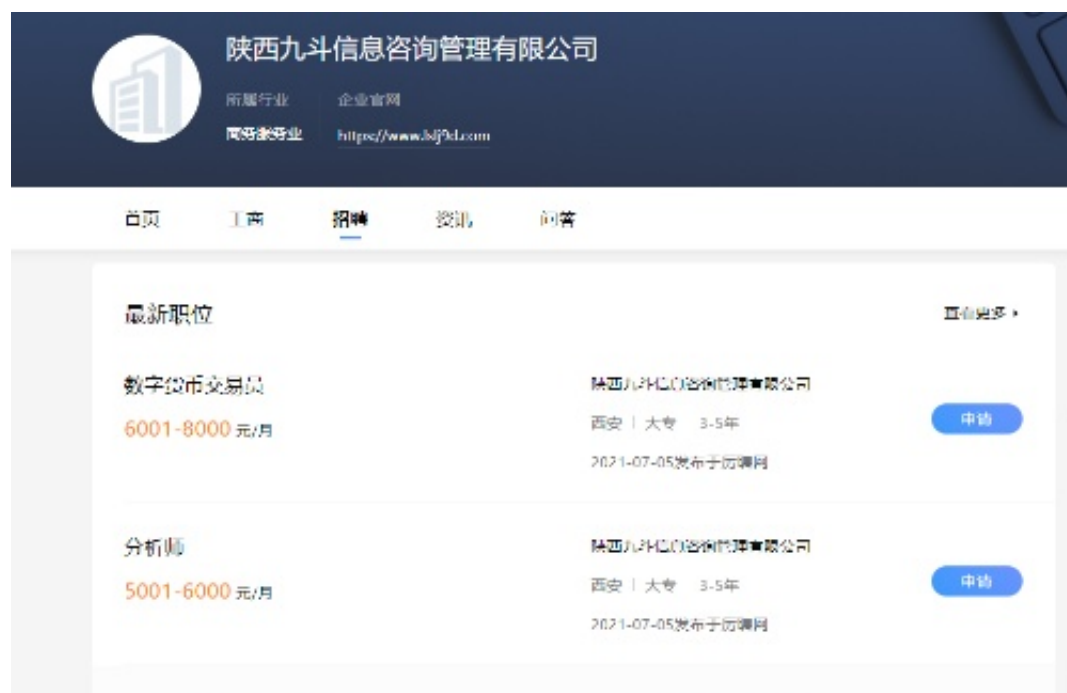 陕西九斗信息咨询管理有限公司
所属行业 企业官网
商务服务业
首页 工商 招聘 资讯 问答
最新职位 查看更多
数字货币交易员 陕西九斗信息咨询管理有限公司
6001-8000 元/月 西安 | 大专 3-5年 申请
2021-07-05发布于
分析师 陕西九斗信息咨询管理有限公司
5001-6000 元/月 西安 | 大专 3-5年 申请
2021-07-05发布于